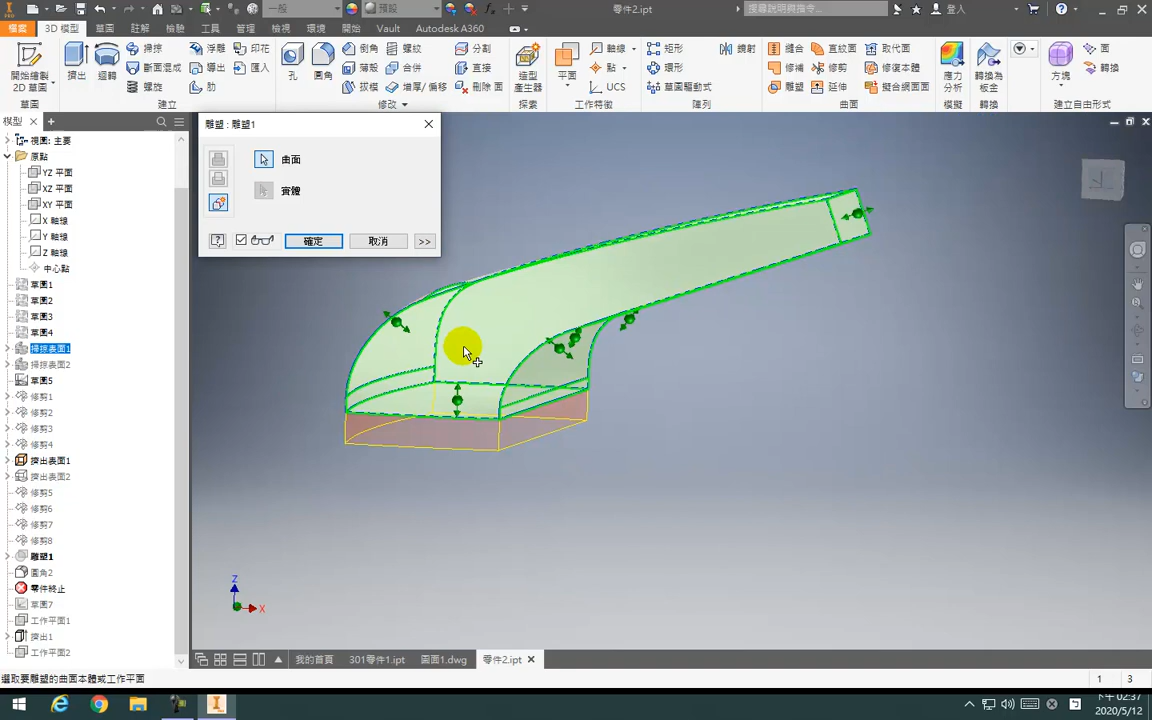 一般
預設
零件2.ipt
搜尋說明與指令...
登入
檔案 3D 模型 草圖 註解 檢驗 工具 管理 檢視 環境 開始 Vault Autodesk A360
開始繪製 2D 草圖
擠出
迴轉
掃掠
斷面混成
螺旋
浮雕
導出
肋
印花
匯入
孔
圓角
倒角
薄殼
拔模
螺紋
合併
增厚/偏移
分割
直接
刪除 面
造型 產生器
平面
軸線
點
UCS
矩形
環形
草圖驅動式
鏡射
縫合
修補
雕塑
直紋面
修剪
延伸
取代面
修復本體
擬合網面面
應力 分析
轉換為 板金
方塊
面
轉換
草圖 建立 修改 探索 工作特徵 陣列 曲面 模擬 轉換 建立自由形式
模型
視圖: 主要
原點
YZ 平面
XZ 平面
XY 平面
X 軸線
Y 軸線
Z 軸線
中心點
草圖1
草圖2
草圖3
草圖4
掃掠表面1
掃掠表面2
草圖5
修剪1
修剪2
修剪3
修剪4
擠出表面1
擠出表面2
修剪5
修剪6
修剪7
修剪8
雕塑1
圓角2
零件終止
草圖7
工作平面1
擠出1
工作平面2
雕塑 : 雕塑1
曲面
實體
確定 取消 >>
Z
X
我的首頁 301零件1.ipt 圖面1.dwg 零件2.ipt
選取要雕塑的曲面本體或工作平面
1 3
下午 02:37
2020/5/12